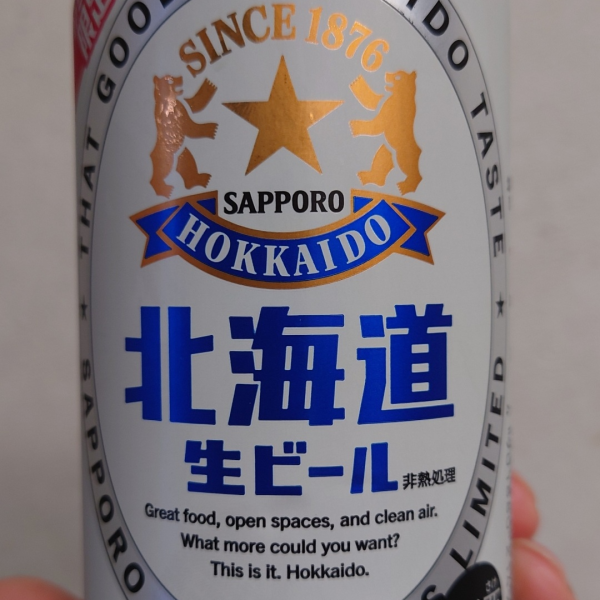 SINCE 1876
SAPPORO
HOKKAIDO
北海道
生ビール 非熱処理
Great food, open spaces, and clean air.
What more could you want?
This is it. Hokkaido.
THAT GOO
IDO TASTE
★ SAPPORO
LIMITED ★